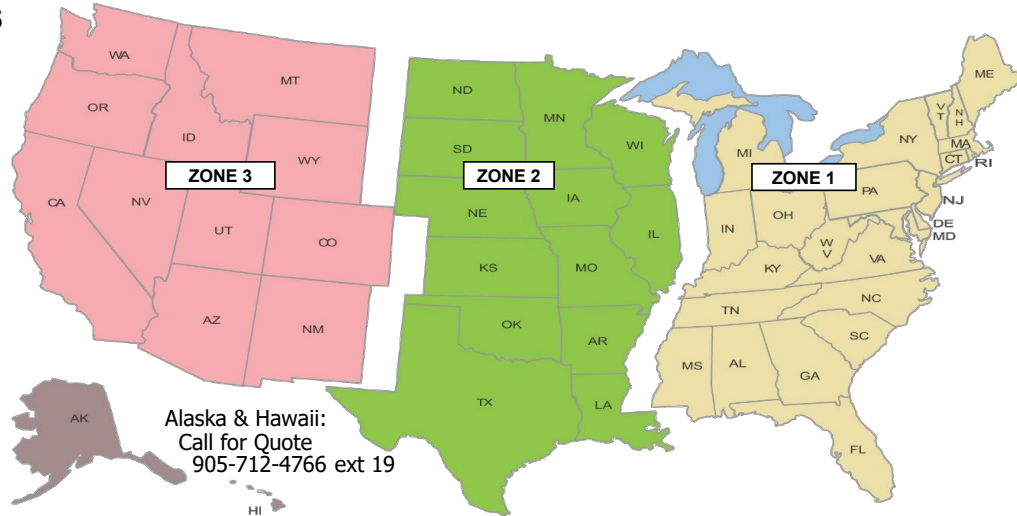 S
WA
MT
OR
ID
WY
ZONE 3
CA
NV
UT
CO
AZ
NM
ND
MN
SD
WI
ZONE 2
NE
IA
IL
KS
MO
OK
AR
TX
LA
ME
V
T
N
H
NY
MA
CT
RI
MI
ZONE 1
PA
NJ
IN
OH
DE
MD
W
V
VA
KY
NC
TN
SC
MS
AL
GA
FL
AK
HI
Alaska & Hawaii:
Call for Quote
905-712-4766 ext 19